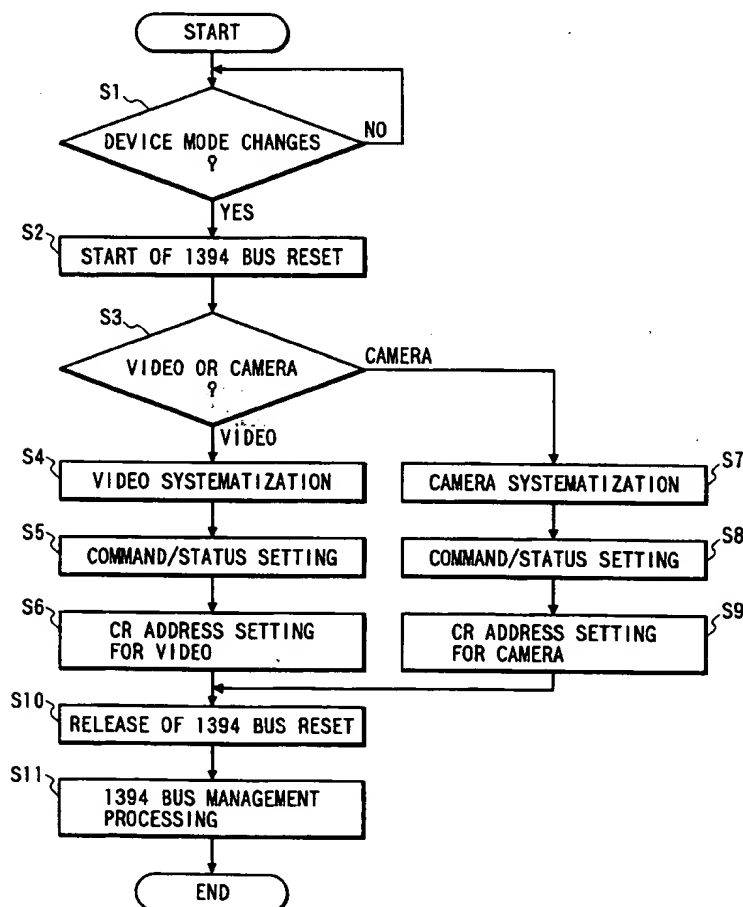 START
S1
DEVICE MODE CHANGES
?
NO
YES
S2
START OF 1394 BUS RESET
S3
VIDEO OR CAMERA
?
CAMERA
VIDEO
S4
VIDEO SYSTEMATIZATION
S7
CAMERA SYSTEMATIZATION
S5
COMMAND/STATUS SETTING
S8
COMMAND/STATUS SETTING
S6
CR ADDRESS SETTING
FOR VIDEO
S9
CR ADDRESS SETTING
FOR CAMERA
S10
RELEASE OF 1394 BUS RESET
S11
1394 BUS MANAGEMENT
PROCESSING
END